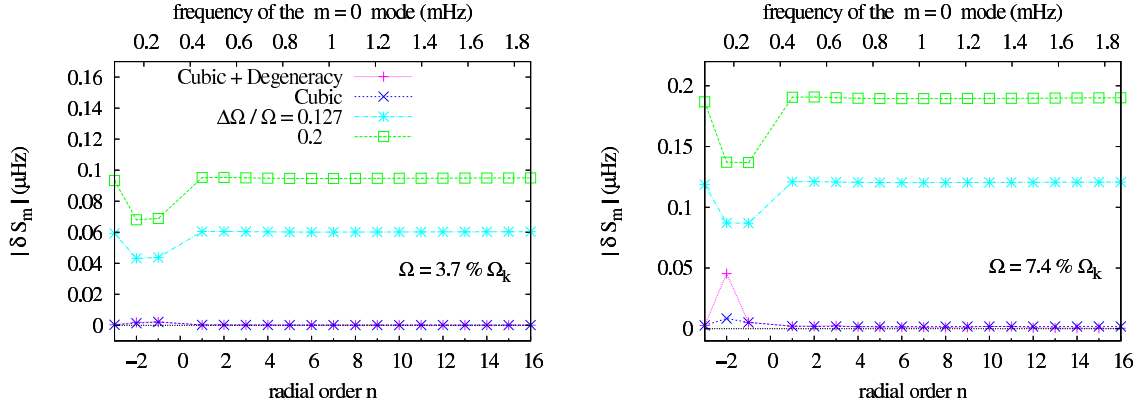 frequency of the m = 0 mode (mHz)
0.2 0.4 0.6 0.8 1 1.2 1.4 1.6 1.8
| δ S_m | (μHz)
0.16
0.14
0.12
0.1
0.08
0.06
0.04
0.02
0
Cubic + Degeneracy
Cubic
ΔΩ / Ω = 0.127
0.2
Ω = 3.7 % Ω_k
−2 0 2 4 6 8 10 12 14 16
radial order n
frequency of the m = 0 mode (mHz)
0.2 0.4 0.6 0.8 1 1.2 1.4 1.6 1.8
| δ S_m | (μHz)
0.2
0.15
0.1
0.05
0
Ω = 7.4 % Ω_k
−2 0 2 4 6 8 10 12 14 16
radial order n